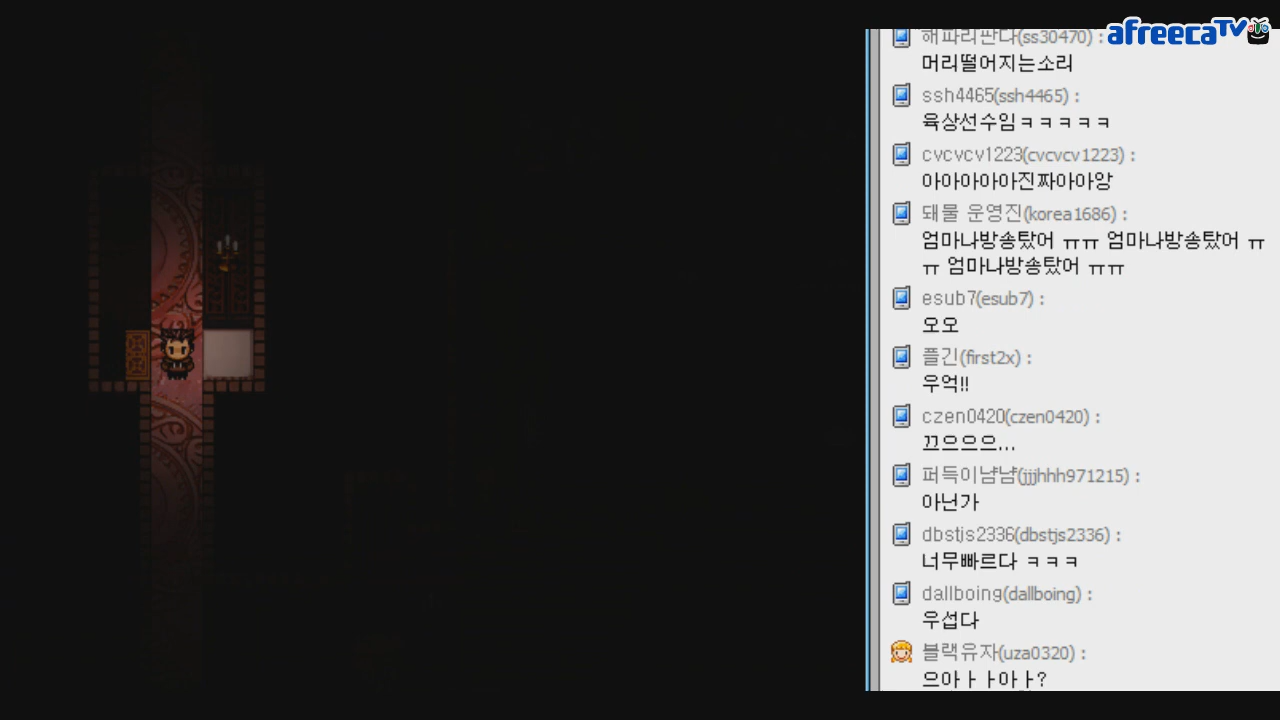 afreecaTV
해파리판다(ss30470) :
머리떨어지는소리
ssh4465(ssh4465) :
육상선수임ㅋㅋㅋㅋㅋ
cvcvcv1223(cvcvcv1223) :
아아아아아진짜아아앙
돼물 운영진(korea1686) :
엄마나방송탔어 ㅠㅠ 엄마나방송탔어 ㅠ
ㅠ 엄마나방송탔어 ㅠㅠ
esub7(esub7) :
오오
플긴(first2x) :
우억!!
czen0420(czen0420) :
끄으으으...
퍼득이냠냠(jjjhhh971215) :
아넌가
dbstjs2336(dbstjs2336) :
너무빠르다 ㅋㅋㅋ
dallboing(dallboing) :
우섭다
블랙유자(uza0320) :
으아ㅏㅏ아ㅏ?